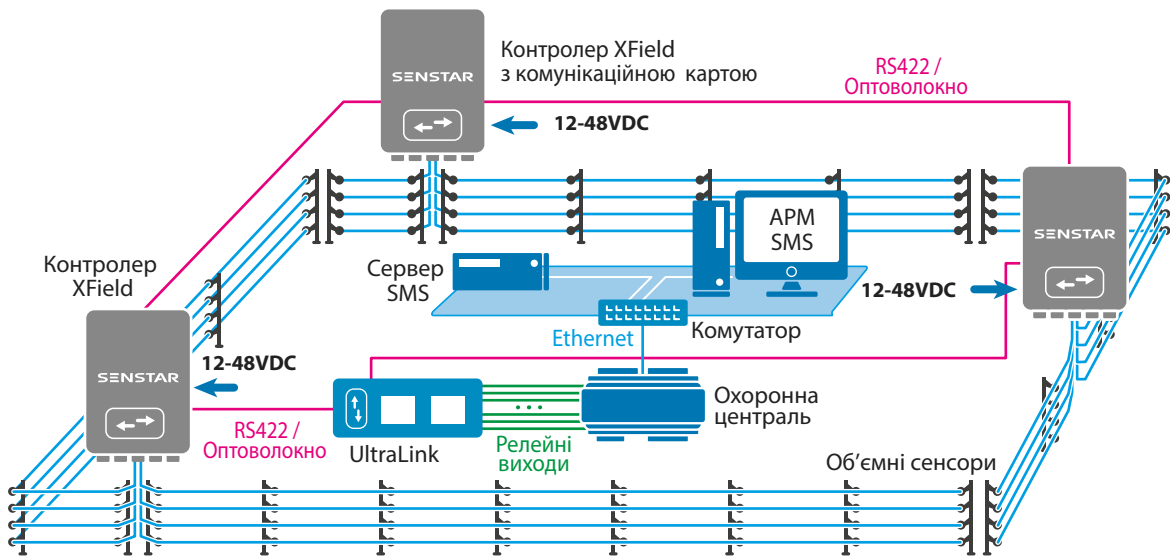 Контролер XField
з комунікаційною картою
SENSTAR
12-48VDC
RS422 /
Оптоволокно
АРМ
SMS
SENSTAR
Контролер
XField
Сервер
SMS
12-48VDC
Комутатор
Ethernet
12-48VDC
SENSTAR
Охоронна
централь
RS422 /
Оптоволокно
UltraLink
Релейні
виходи
Об’ємні сенсори